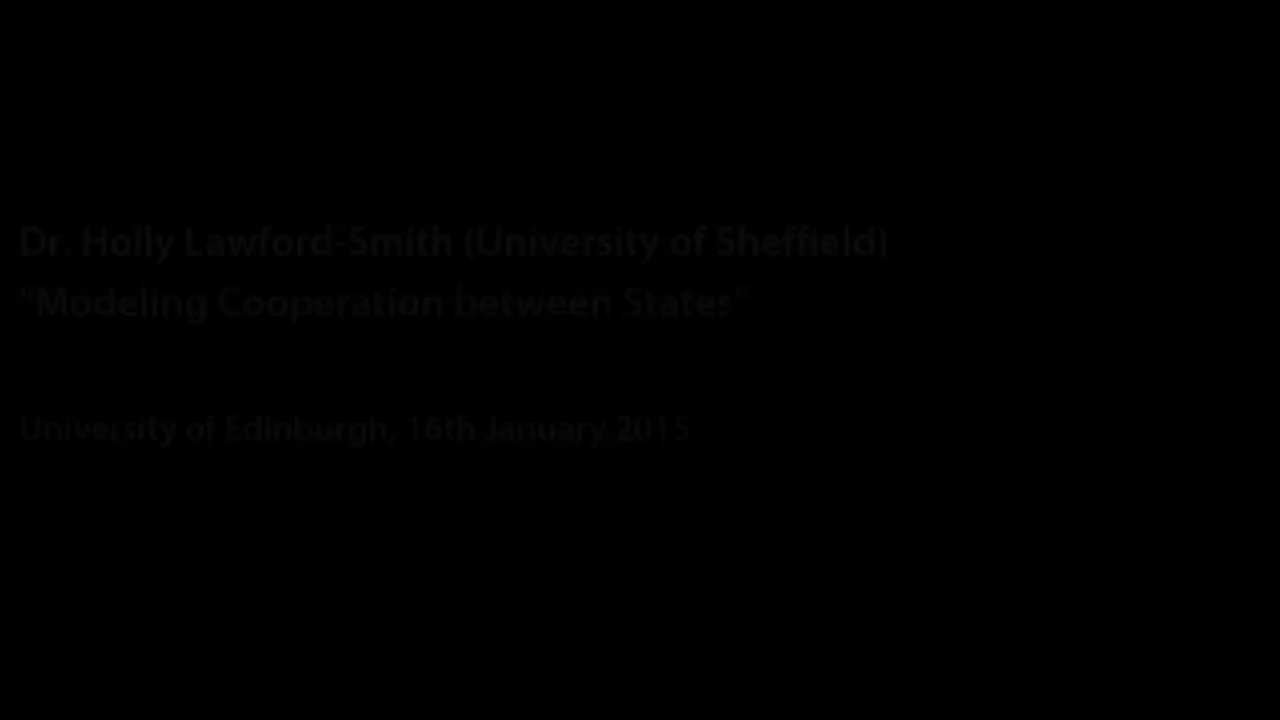 Dr. Holly Lawford-Smith (University of Sheffield)
"Modeling Cooperation between States"
University of Edinburgh, 16th January 2015